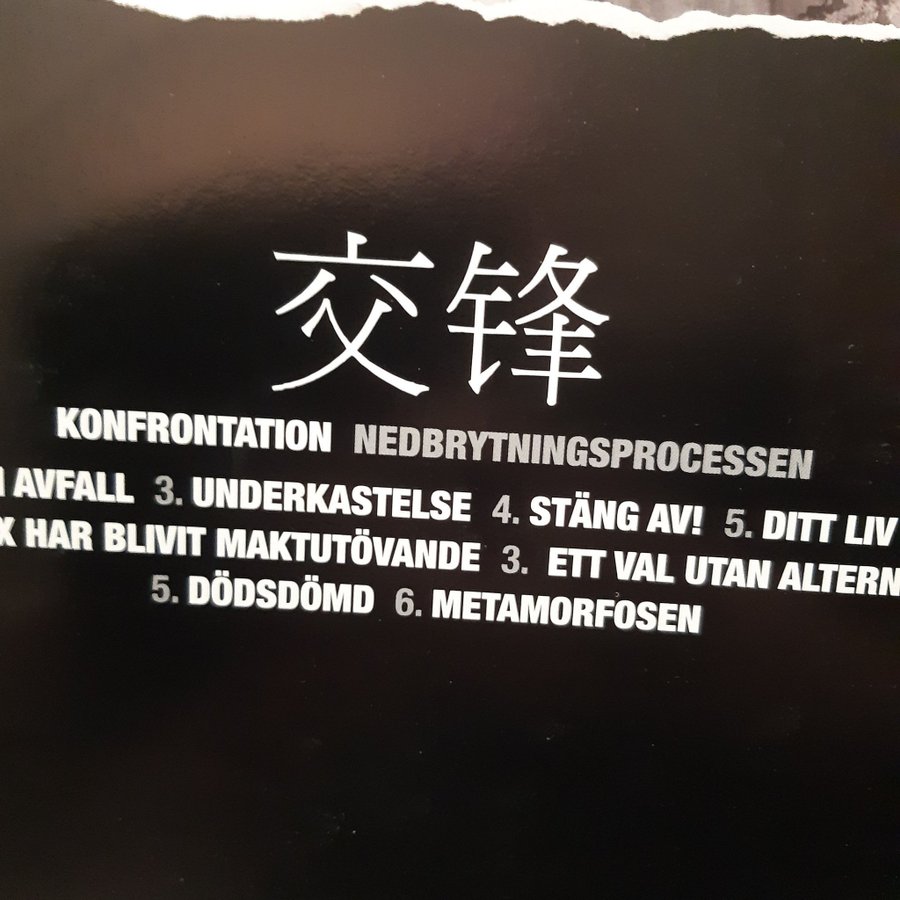 交锋
KONFRONTATION NEDBRYTNINGSPROCESSEN
AVFALL 3. UNDERKASTELSE 4. STÄNG AV! 5. DITT LIV
HAR BLIVIT MAKTUTÖVANDE 3. ETT VAL UTAN ALTERN
5. DÖDSDÖMD 6. METAMORFOSEN